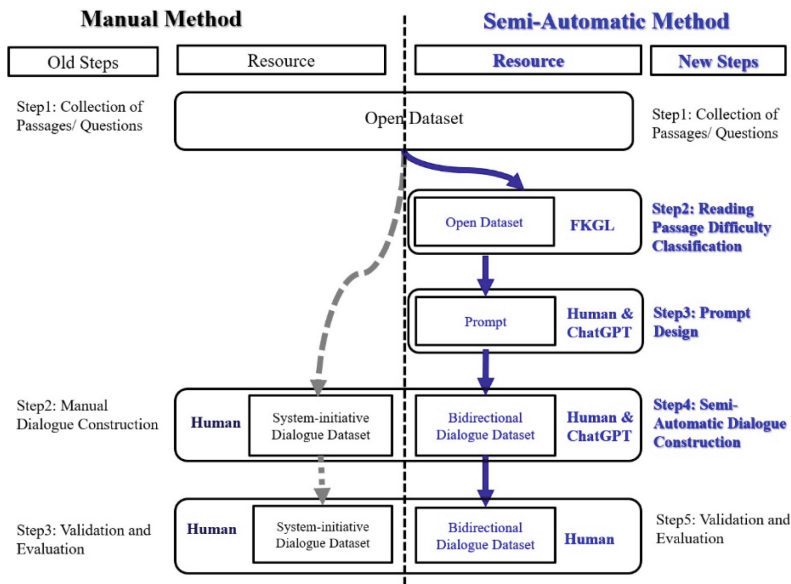 Manual Method
Semi-Automatic Method
Old Steps
Resource
Resource
New Steps
Step1: Collection of
Passages/ Questions
Open Dataset
Step1: Collection of
Passages/ Questions
Open Dataset
FKGL
Step2: Reading
Passage Difficulty
Classification
Prompt
Human &
ChatGPT
Step3: Prompt
Design
Step2: Manual
Dialogue Construction
Human
System-initiative
Dialogue Dataset
Bidirectional
Dialogue Dataset
Human &
ChatGPT
Step4: Semi-
Automatic Dialogue
Construction
Step3: Validation and
Evaluation
Human
System-initiative
Dialogue Dataset
Bidirectional
Dialogue Dataset
Human
Step5: Validation and
Evaluation